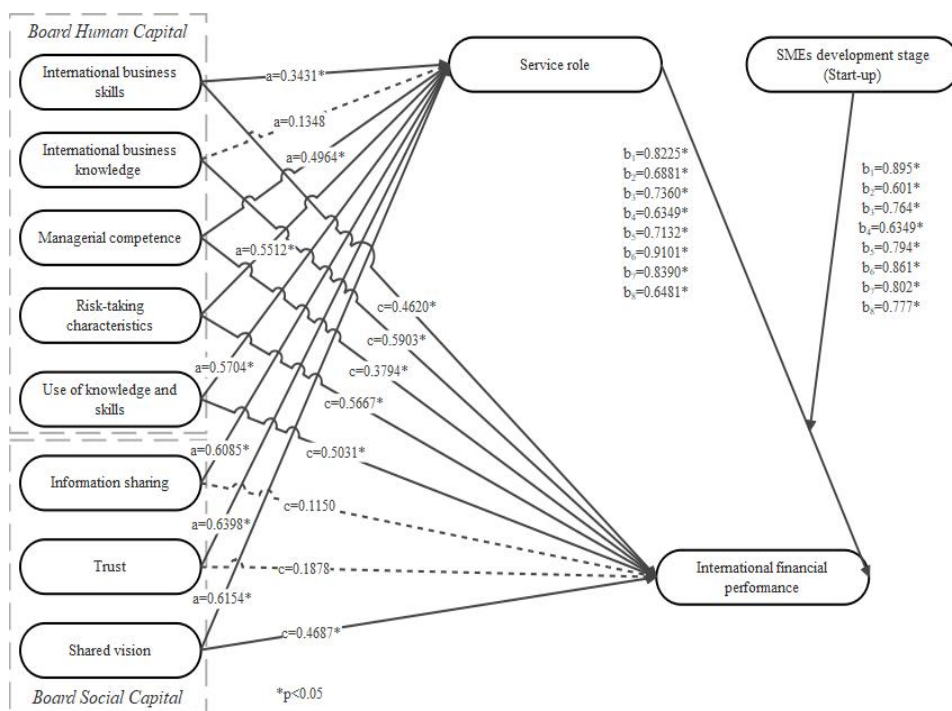 Board Human Capital
International business
skills
International business
knowledge
Managerial competence
Risk-taking
characteristics
Use of knowledge and
skills
Information sharing
Trust
Shared vision
Board Social Capital
Service role
SMEs development stage
(Start-up)
International financial
performance
a=0.3431*
a=0.1348
a=0.4964*
a=0.5512*
a=0.5704*
a=0.6085*
a=0.6398*
a=0.6154*
c=0.4620*
c=0.5903*
c=0.3794*
c=0.5667*
c=0.5031*
c=0.1150
c=0.1878
c=0.4687*
b₁=0.8225*
b₂=0.6881*
b₃=0.7360*
b₄=0.6349*
b₅=0.7132*
b₆=0.9101*
b₇=0.8390*
b₈=0.6481*
b₁=0.895*
b₂=0.601*
b₃=0.764*
b₄=0.6349*
b₅=0.794*
b₆=0.861*
b₇=0.802*
b₈=0.777*
*p<0.05